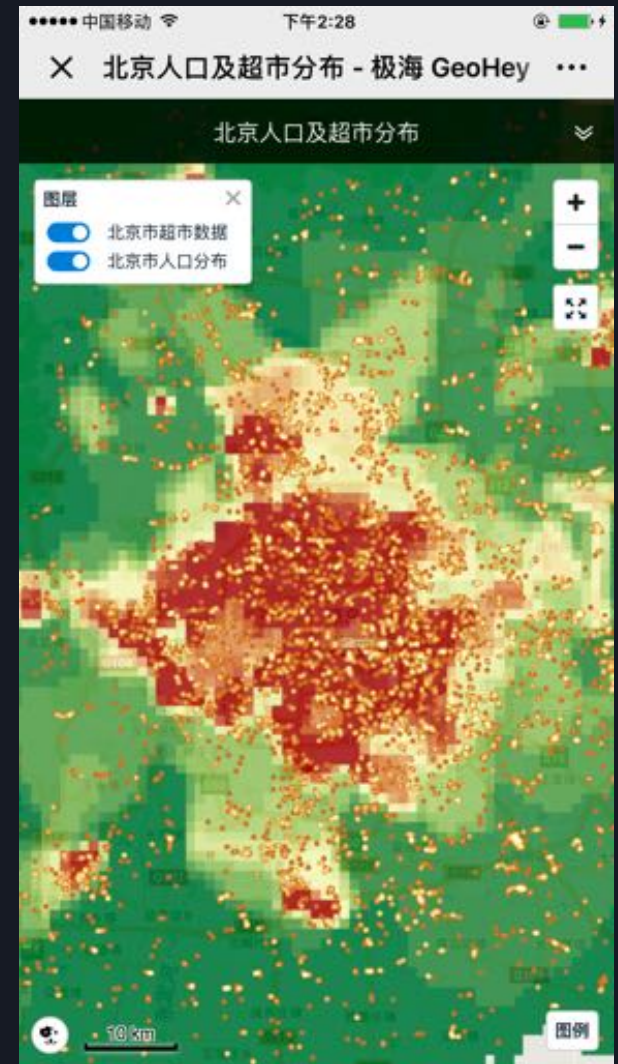 中国移动 下午2:28
北京人口及超市分布 - 极海 GeoHey
北京人口及超市分布
图层
北京市超市数据
北京市人口分布
10 km
图例